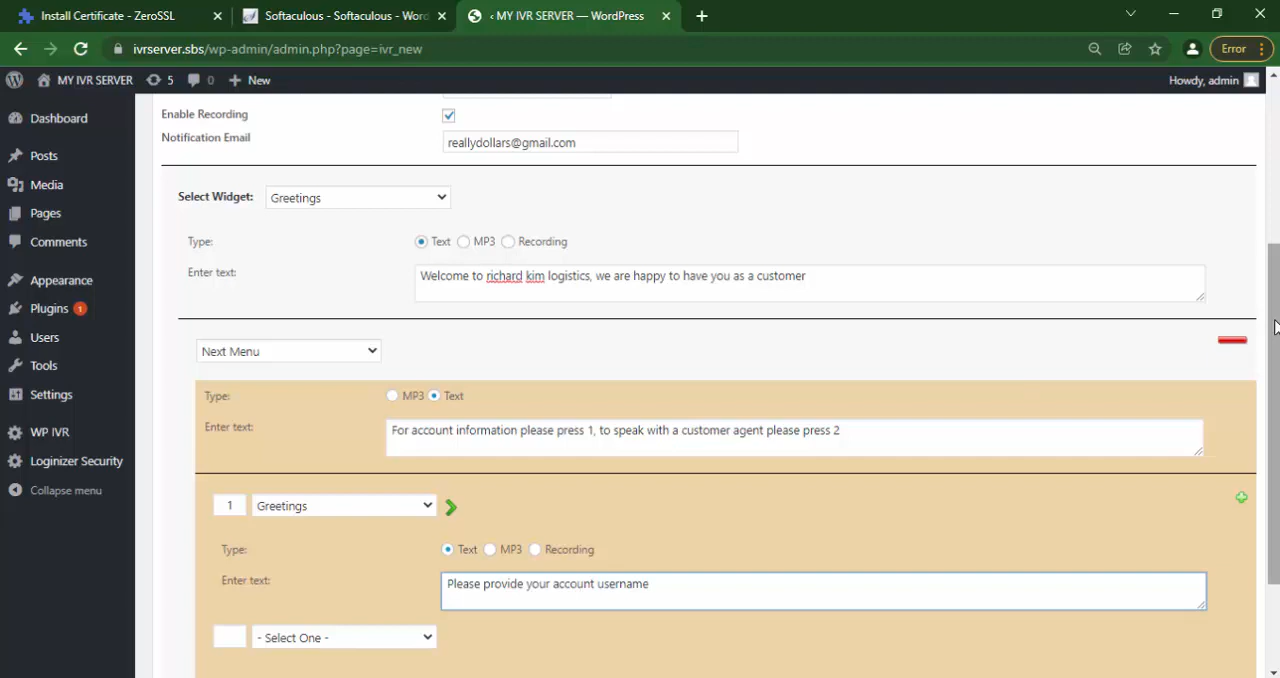 Install Certificate - ZeroSSL
Softaculous - Softaculous - Word
‹ MY IVR SERVER — WordPress
ivrserver.sbs/wp-admin/admin.php?page=ivr_new
Error
MY IVR SERVER
5
0
New
Howdy, admin
Dashboard
Posts
Media
Pages
Comments
Appearance
Plugins 1
Users
Tools
Settings
WP IVR
Loginizer Security
Collapse menu
Enable Recording
Notification Email
reallydollars@gmail.com
Select Widget:
Greetings
Type:
Text MP3 Recording
Enter text:
Welcome to richard kim logistics, we are happy to have you as a customer
Next Menu
Type:
MP3 Text
Enter text:
For account information please press 1, to speak with a customer agent please press 2
1
Greetings
Type:
Text MP3 Recording
Enter text:
Please provide your account username
- Select One -